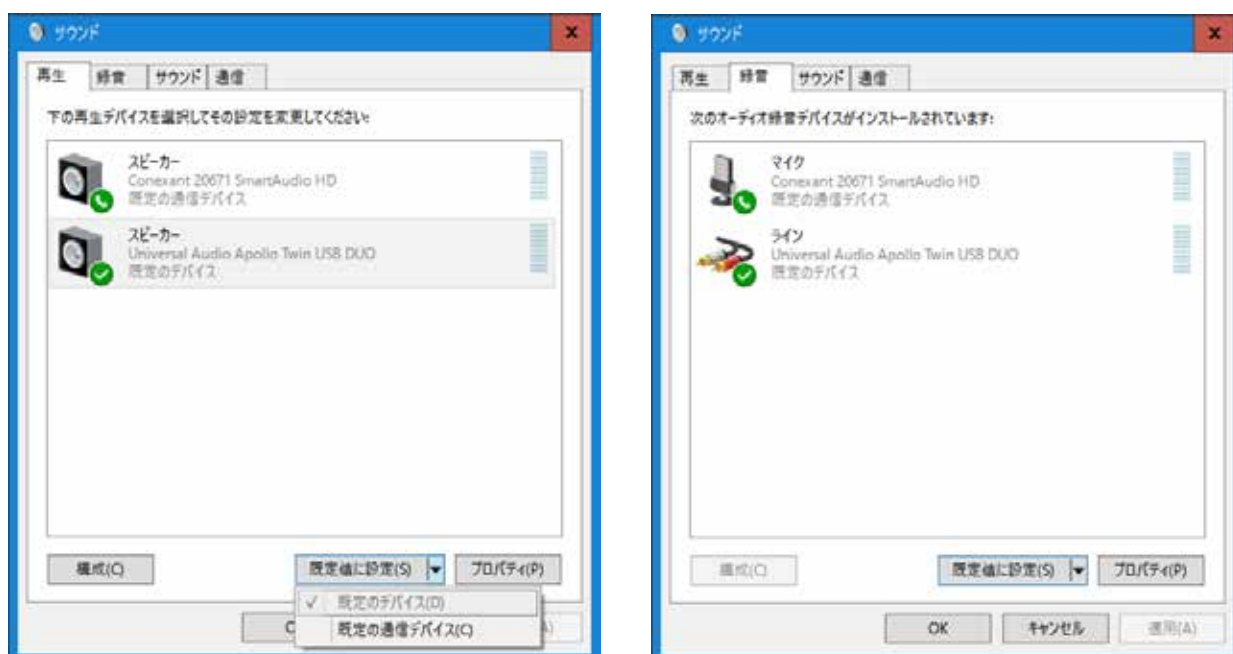 サウンド
再生 録音 サウンド 通信
下の再生デバイスを選択してその設定を変更してください:
スピーカー
Conexant 20671 SmartAudio HD
既定の通信デバイス
スピーカー
Universal Audio Apollo Twin USB DUO
既定のデバイス
構成(C) 既定値に設定(S) プロパティ(P)
✓ 既定のデバイス(D)
既定の通信デバイス(C)
サウンド
再生 録音 サウンド 通信
次のオーディオ録音デバイスがインストールされています:
マイク
Conexant 20671 SmartAudio HD
既定の通信デバイス
ライン
Universal Audio Apollo Twin USB DUO
既定のデバイス
構成(C) 既定値に設定(S) プロパティ(P)
OK キャンセル 適用(A)